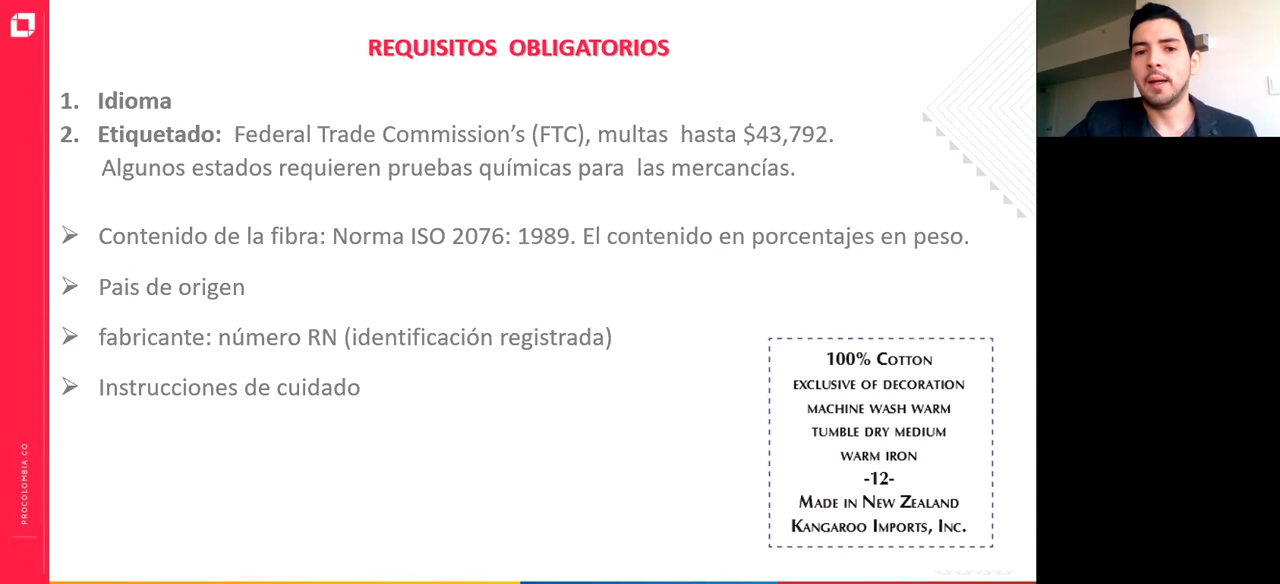 REQUISITOS OBLIGATORIOS
1. Idioma
2. Etiquetado: Federal Trade Commission's (FTC), multas hasta $43,792.
Algunos estados requieren pruebas químicas para las mercancías.
➢ Contenido de la fibra: Norma ISO 2076: 1989. El contenido en porcentajes en peso.
➢ Pais de origen
➢ fabricante: número RN (identificación registrada)
➢ Instrucciones de cuidado
100% COTTON
EXCLUSIVE OF DECORATION
MACHINE WASH WARM
TUMBLE DRY MEDIUM
WARM IRON
-12-
MADE IN NEW ZEALAND
KANGAROO IMPORTS, INC.
PROCOLOMBIA.CO